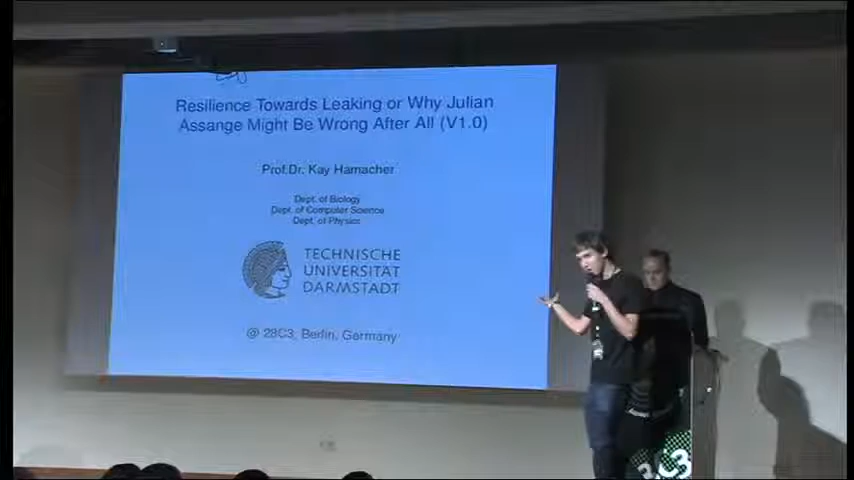 Resilience Towards Leaking or Why Julian
Assange Might Be Wrong After All (V1.0)
Prof.Dr. Kay Hamacher
Dept. of Biology
Dept. of Computer Science
Dept. of Physics
TECHNISCHE
UNIVERSITÄT
DARMSTADT
@ 28C3, Berlin, Germany
C3